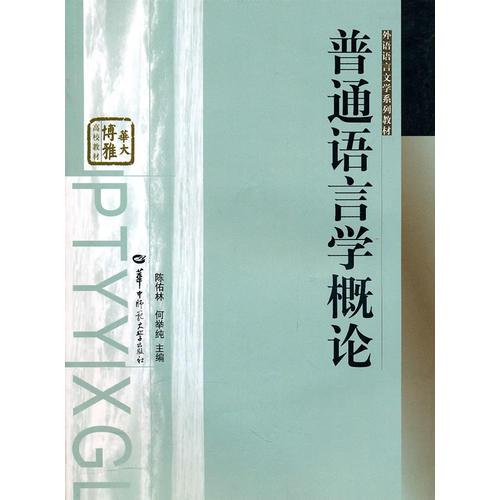 外语语言文学系列教材
普通语言学概论
華大
博雅
高校教材
陈佑林 何举纯 主编
華中师范大学出版社
PTYYXGL